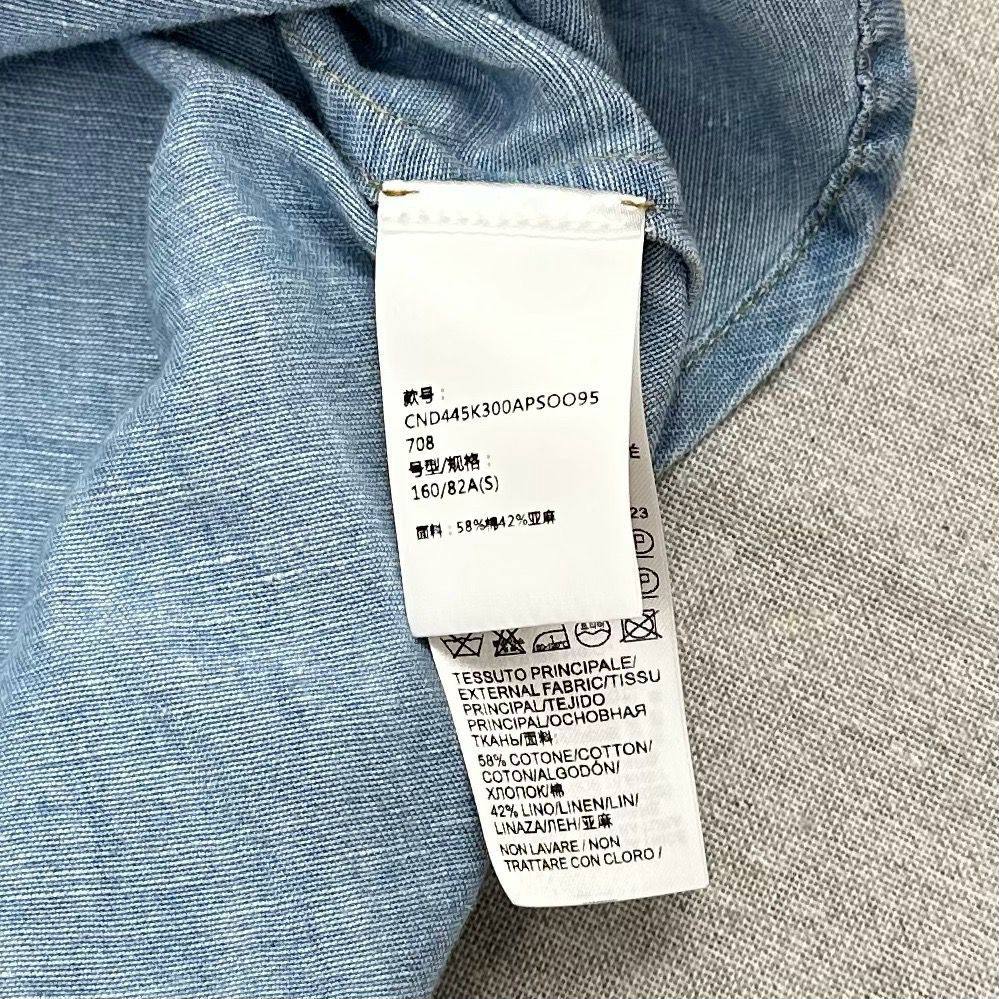 款号：
CND445K300APSOO95
708
号型/规格：
160/82A(S)
面料：58%棉42%亚麻
É
23
P
P
TESSUTO PRINCIPALE/
EXTERNAL FABRIC/TISSU
PRINCIPAL/TEJIDO
PRINCIPAL/ОСНОВНАЯ
ТКАНЬ/面料
58% COTONE/COTTON/
COTON/ALGODÓN/
ХЛОПОК/棉
42% LINO/LINEN/LIN/
LINAZA/ЛЕН/亚麻
NON LAVARE / NON
TRATTARE CON CLORO /